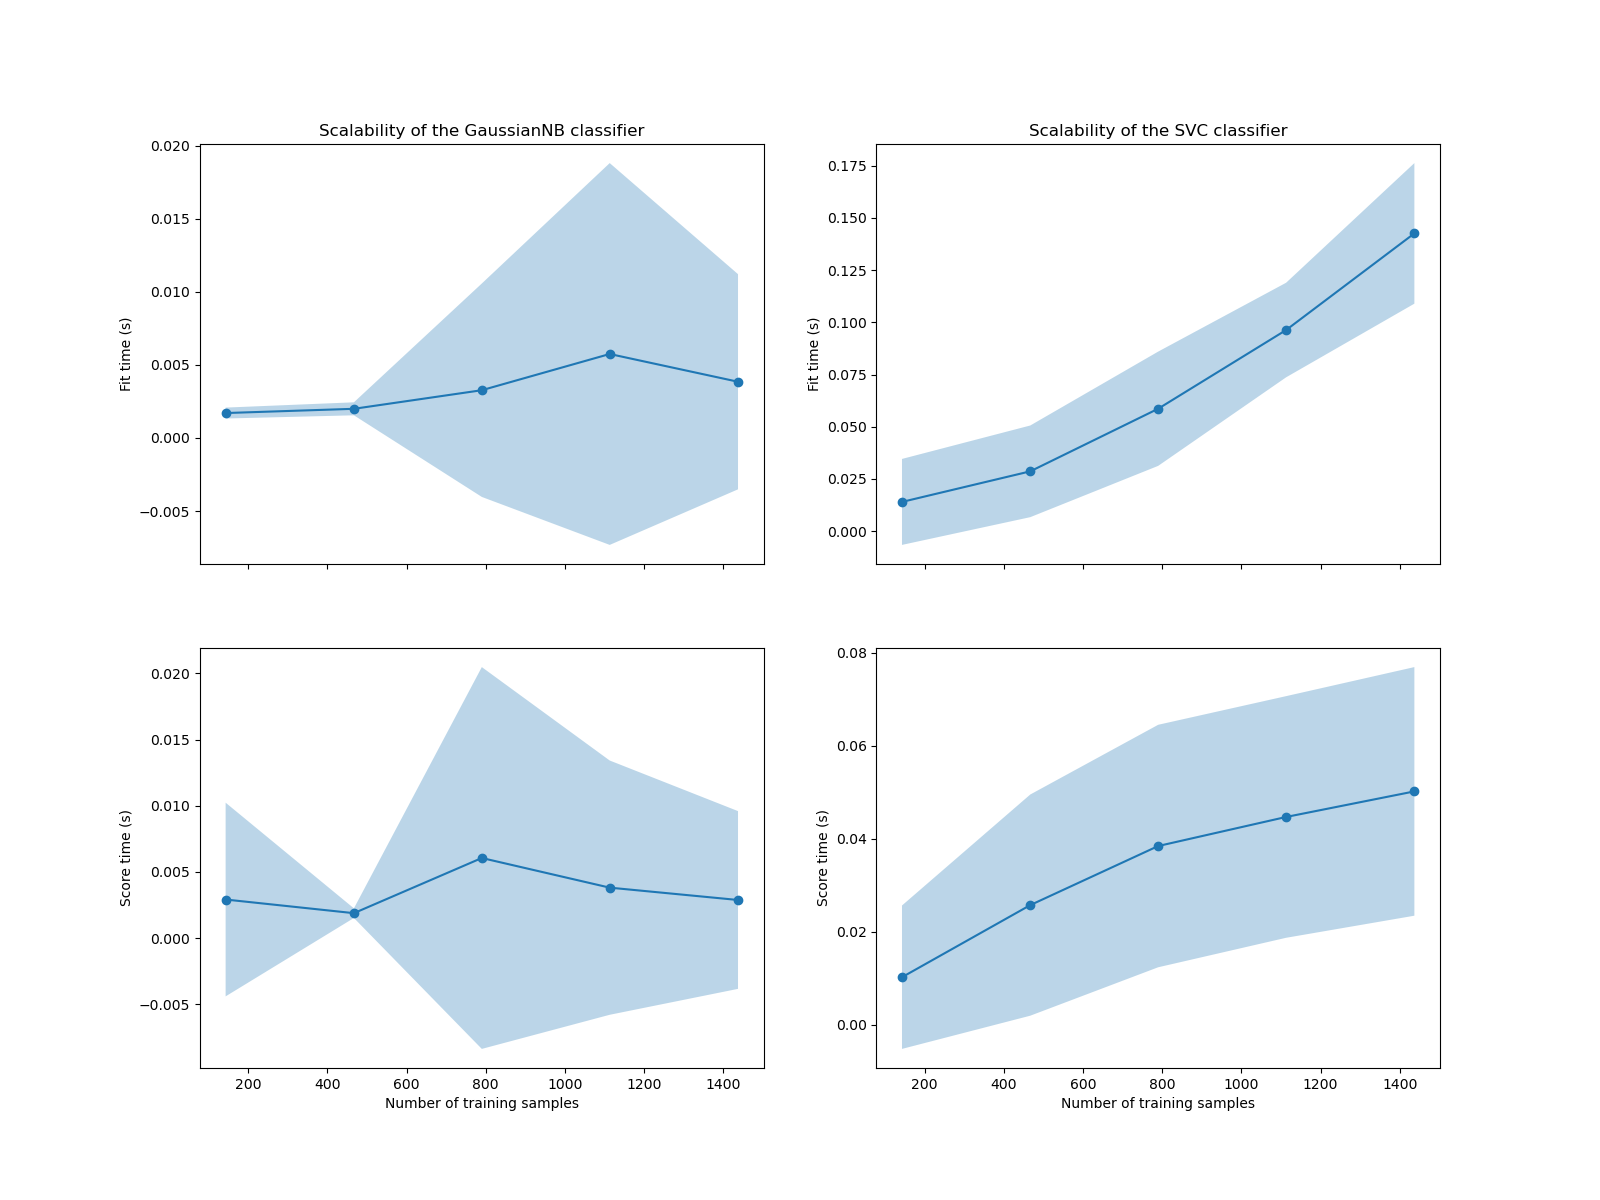 Scalability of the GaussianNB classifier
0.020
0.015
0.010
0.005
0.000
−0.005
Fit time (s)
Scalability of the SVC classifier
0.175
0.150
0.125
0.100
0.075
0.050
0.025
0.000
Fit time (s)
0.020
0.015
0.010
0.005
0.000
−0.005
Score time (s)
200 400 600 800 1000 1200 1400
Number of training samples
0.08
0.06
0.04
0.02
0.00
Score time (s)
200 400 600 800 1000 1200 1400
Number of training samples